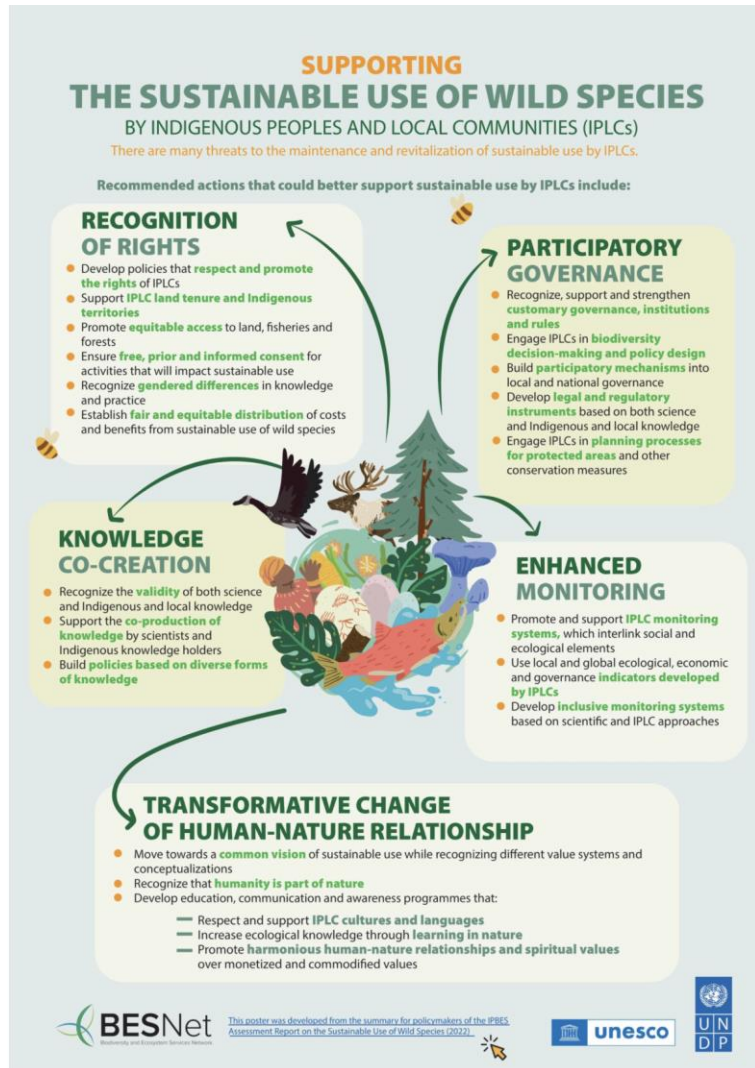 SUPPORTING
THE SUSTAINABLE USE OF WILD SPECIES
BY INDIGENOUS PEOPLES AND LOCAL COMMUNITIES (IPLCs)
There are many threats to the maintenance and revitalization of sustainable use by IPLCs.
Recommended actions that could better support sustainable use by IPLCs include:
RECOGNITION
OF RIGHTS
Develop policies that respect and promote
the rights of IPLCs
Support IPLC land tenure and Indigenous
territories
Promote equitable access to land, fisheries and
forests
Ensure free, prior and informed consent for
activities that will impact sustainable use
Recognize gendered differences in knowledge
and practice
Establish fair and equitable distribution of costs
and benefits from sustainable use of wild species
PARTICIPATORY
GOVERNANCE
Recognize, support and strengthen
customary governance, institutions
and rules
Engage IPLCs in biodiversity
decision-making and policy design
Build participatory mechanisms into
local and national governance
Develop legal and regulatory
instruments based on both science
and Indigenous and local knowledge
Engage IPLCs in planning processes
for protected areas and other
conservation measures
KNOWLEDGE
CO-CREATION
Recognize the validity of both science
and Indigenous and local knowledge
Support the co-production of
knowledge by scientists and
Indigenous knowledge holders
Build policies based on diverse forms
of knowledge
ENHANCED
MONITORING
Promote and support IPLC monitoring
systems, which interlink social and
ecological elements
Use local and global ecological, economic
and governance indicators developed
by IPLCs
Develop inclusive monitoring systems
based on scientific and IPLC approaches
TRANSFORMATIVE CHANGE
OF HUMAN-NATURE RELATIONSHIP
Move towards a common vision of sustainable use while recognizing different value systems and
conceptualizations
Recognize that humanity is part of nature
Develop education, communication and awareness programmes that:
Respect and support IPLC cultures and languages
Increase ecological knowledge through learning in nature
Promote harmonious human-nature relationships and spiritual values
over monetized and commodified values
BESNet
Biodiversity and Ecosystem Services Network
This poster was developed from the summary for policymakers of the IPBES
Assessment Report on the Sustainable Use of Wild Species (2022)
unesco
U N
D P